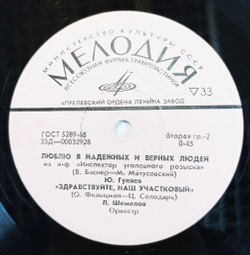 МИНИСТЕРСТВО КУЛЬТУРЫ СССР
МЕЛОДИЯ
ВСЕСОЮЗНАЯ ФИРМА ГРАМПЛАСТИНОК
33
АПРЕЛЕВСКИЙ ОРДЕНА ЛЕНИНА ЗАВОД
ГОСТ 5289-68
33Д—00032928
Вторая гр.-2
0-45
ЛЮБЛЮ Я НАДЕЖНЫХ И ВЕРНЫХ ЛЮДЕЙ
из к-ф «Инспектор уголовного розыска»
(В. Баснер—М. Матусовский)
Ю. Гуляев
«ЗДРАВСТВУЙТЕ, НАШ УЧАСТКОВЫЙ»
(О. Фельцман—Ц. Солодарь)
Л. Шемелов
Оркестр